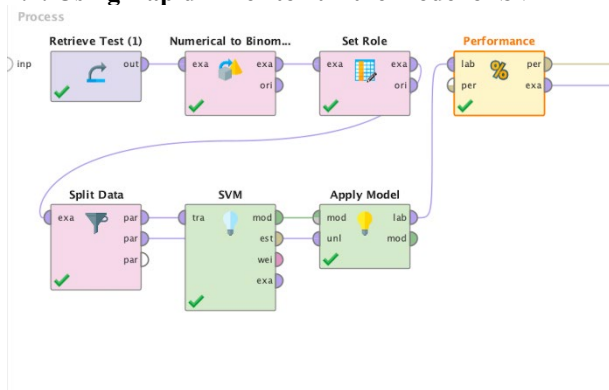 Process
Retrieve Test (1) Numerical to Binom... Set Role Performance
inp out exa exa exa exa lab per
ori ori per exa
Split Data SVM Apply Model
exa par tra mod mod lab
par est unl mod
par wei
exa